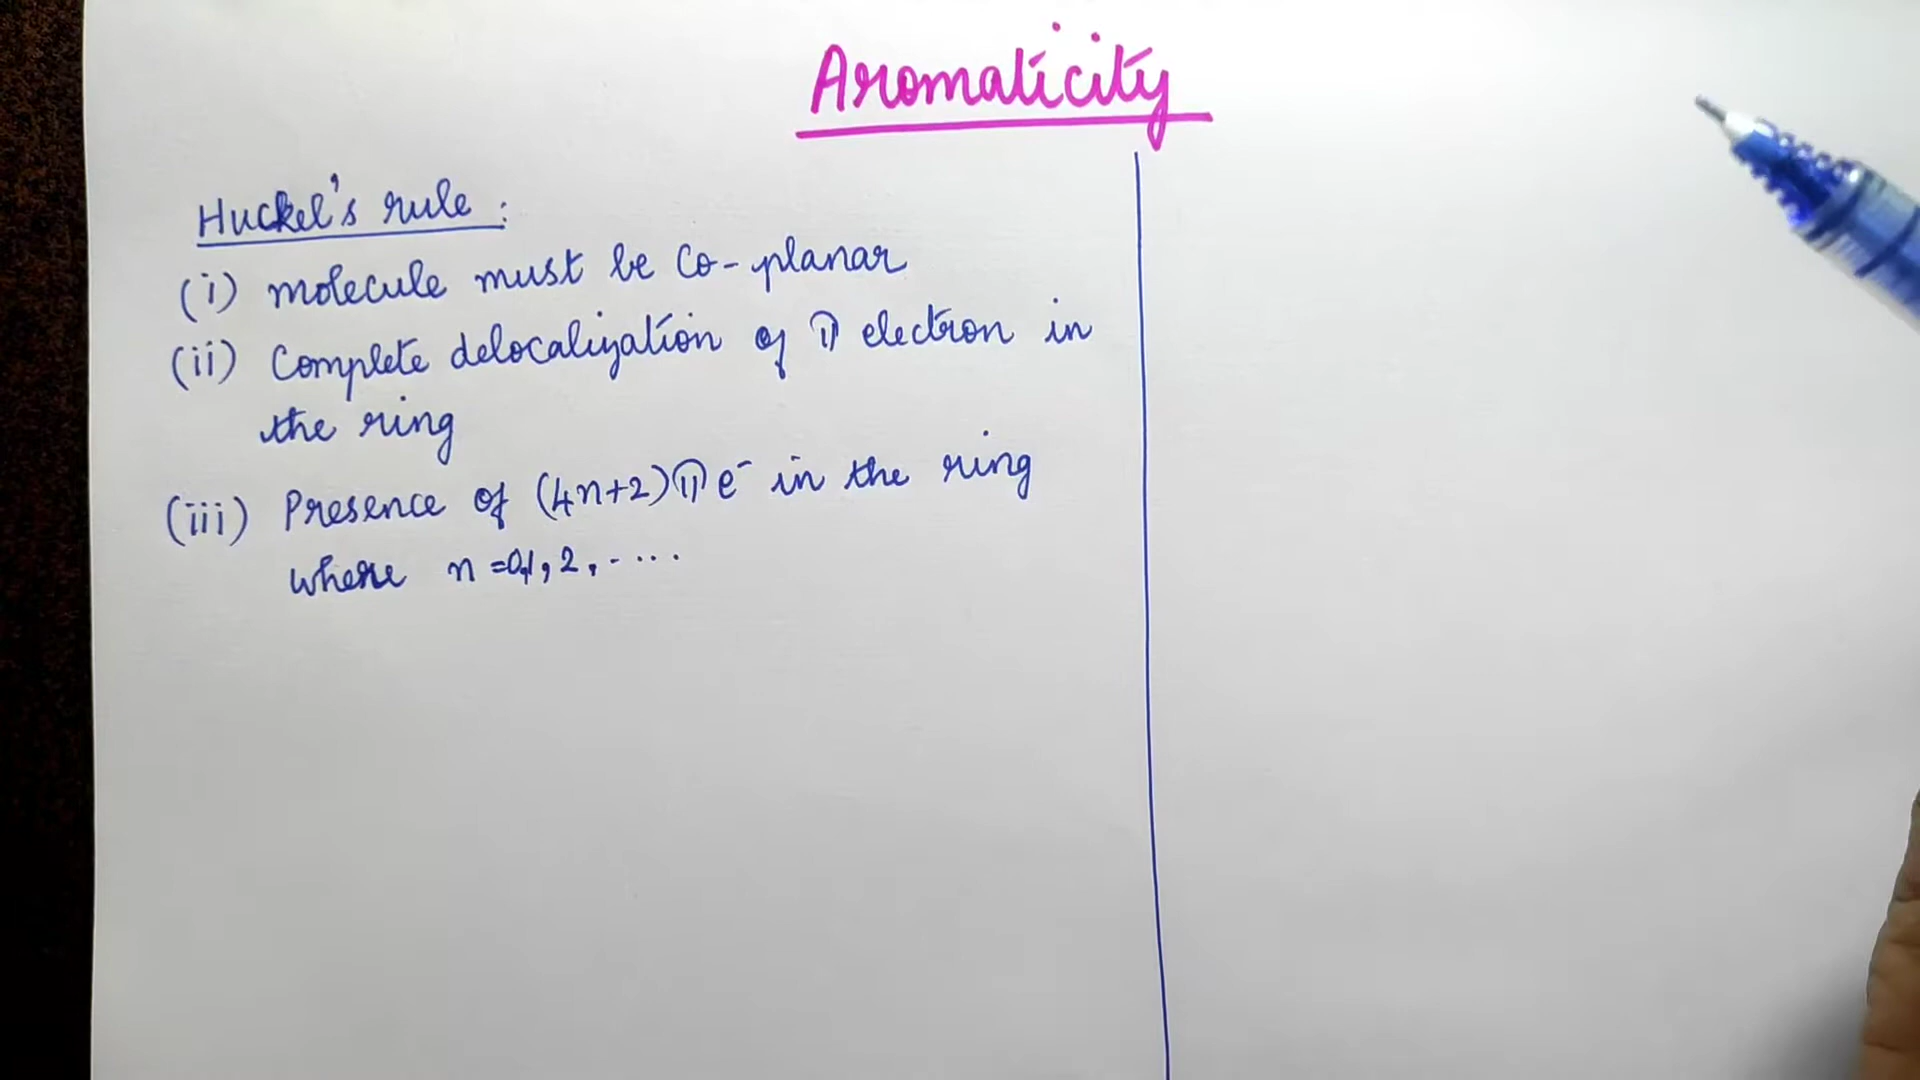 Aromaticity
Huckel's rule :
(i) molecule must be Co-planar
(ii) Complete delocalization of π electron in
the ring
(iii) Presence of (4n+2)π e⁻ in the ring
where n =0,1,2,....